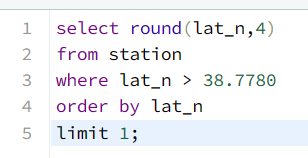 1 select round(lat_n,4)
2 from station
3 where lat_n > 38.7780
4 order by lat_n
5 limit 1;